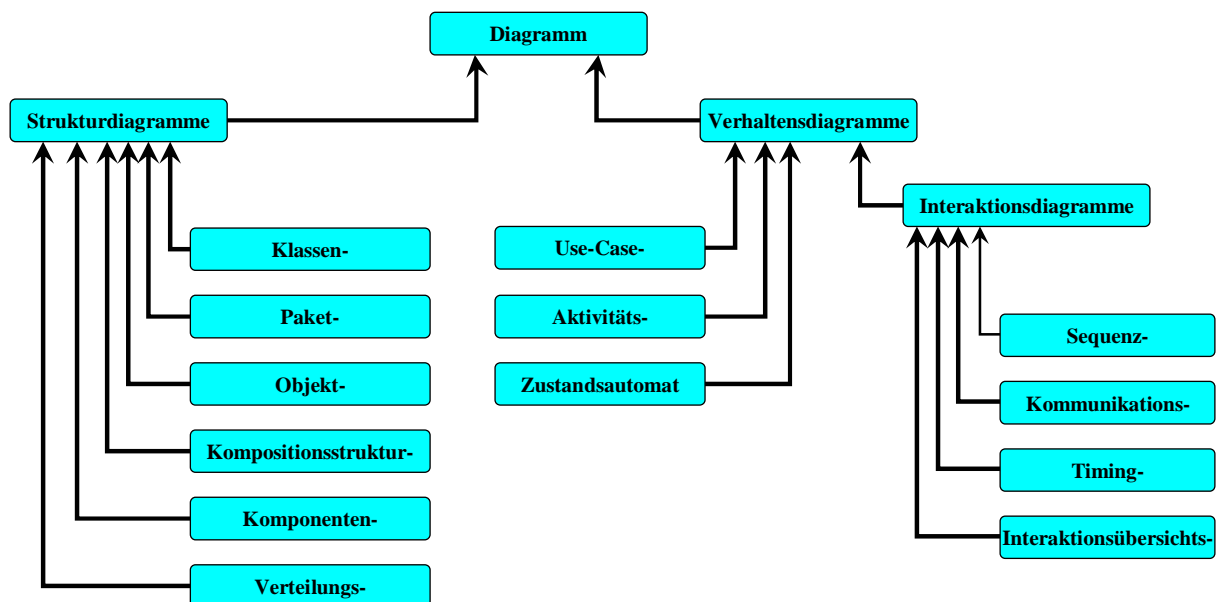 Diagramm
Strukturdiagramme
Verhaltensdiagramme
Interaktionsdiagramme
Klassen-
Paket-
Objekt-
Kompositionsstruktur-
Komponenten-
Verteilungs-
Use-Case-
Aktivitäts-
Zustandsautomat
Sequenz-
Kommunikations-
Timing-
Interaktionsübersichts-